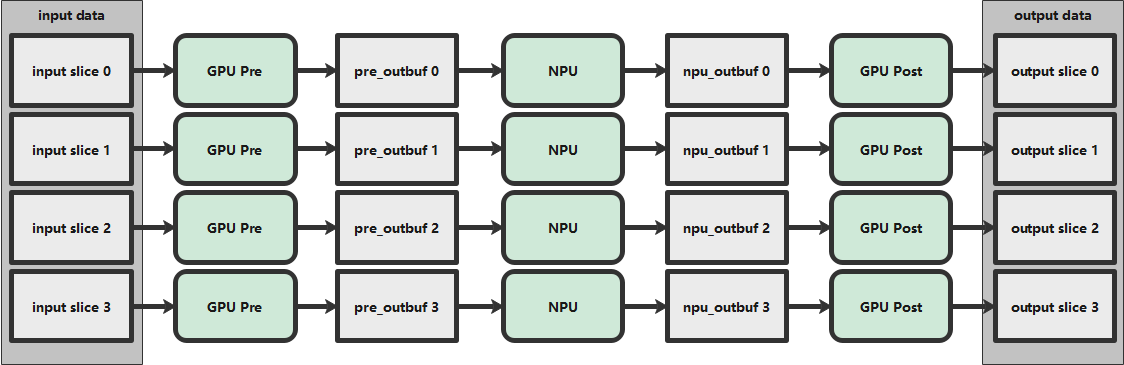 input data
output data
input slice 0
GPU Pre
pre_outbuf 0
NPU
npu_outbuf 0
GPU Post
output slice 0
input slice 1
GPU Pre
pre_outbuf 1
NPU
npu_outbuf 1
GPU Post
output slice 1
input slice 2
GPU Pre
pre_outbuf 2
NPU
npu_outbuf 2
GPU Post
output slice 2
input slice 3
GPU Pre
pre_outbuf 3
NPU
npu_outbuf 3
GPU Post
output slice 3